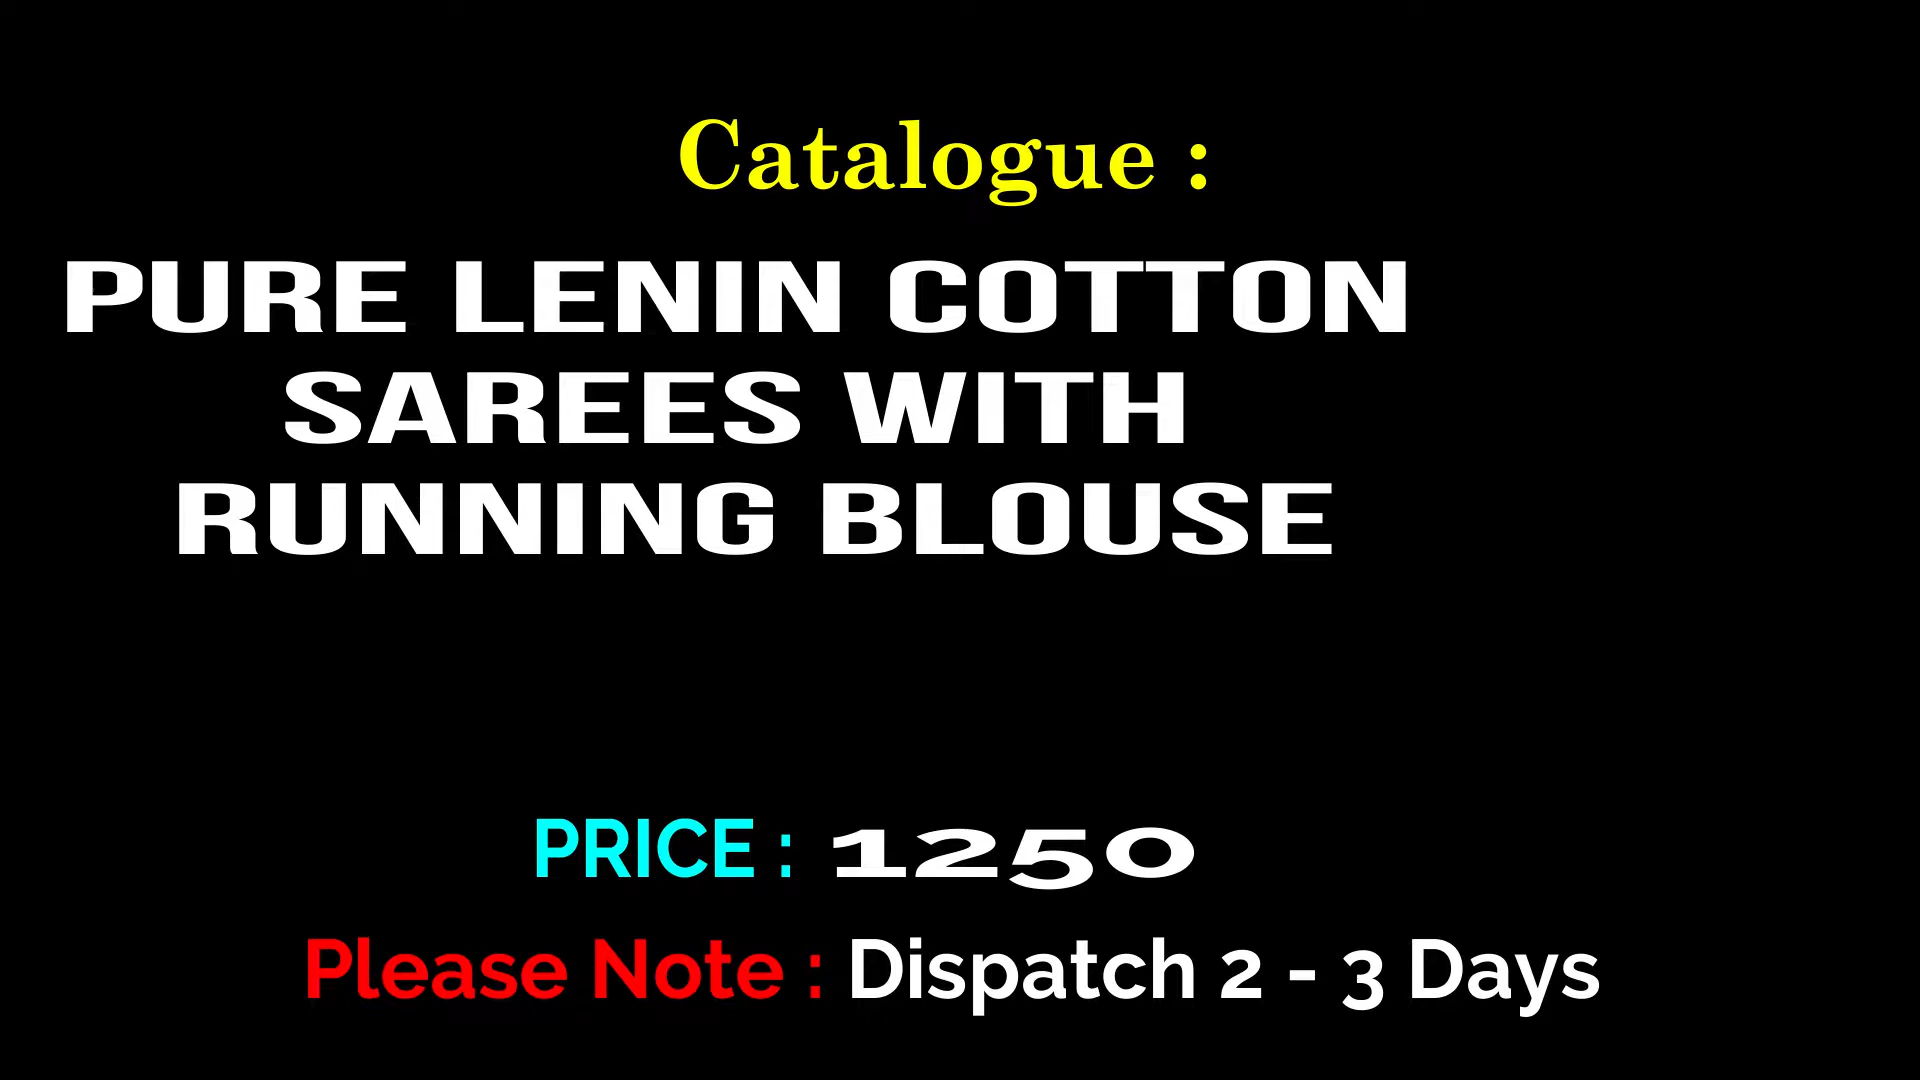 Catalogue :
PURE LENIN COTTON
SAREES WITH
RUNNING BLOUSE
PRICE : 1250
Please Note : Dispatch 2 - 3 Days